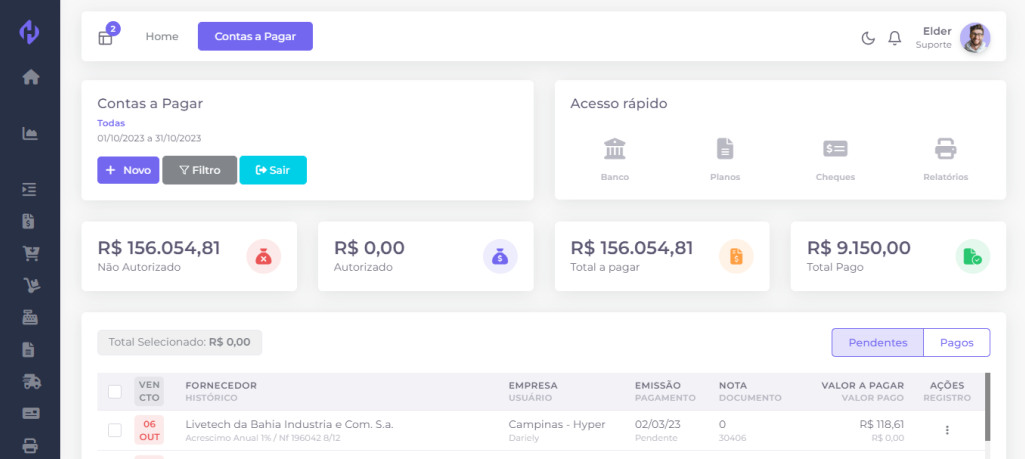 2
Home
Contas a Pagar
Elder
Suporte
Contas a Pagar
Todas
01/10/2023 a 31/10/2023
Novo
Filtro
Sair
Acesso rápido
Banco
Planos
Cheques
Relatórios
R$ 156.054,81
Não Autorizado
R$ 0,00
Autorizado
R$ 156.054,81
Total a pagar
R$ 9.150,00
Total Pago
Total Selecionado: R$ 0,00
Pendentes
Pagos
VEN FORNECEDOR EMPRESA EMISSÃO NOTA VALOR A PAGAR AÇÕES
CTO HISTÓRICO USUÁRIO PAGAMENTO DOCUMENTO VALOR PAGO REGISTRO
06 Livetech da Bahia Industria e Com. S.a. Campinas - Hyper 02/03/23 0 R$ 118,61
OUT Acrescimo Anual 1% / Nf 196042 8/12 Dariely Pendente 30406 R$ 0,00